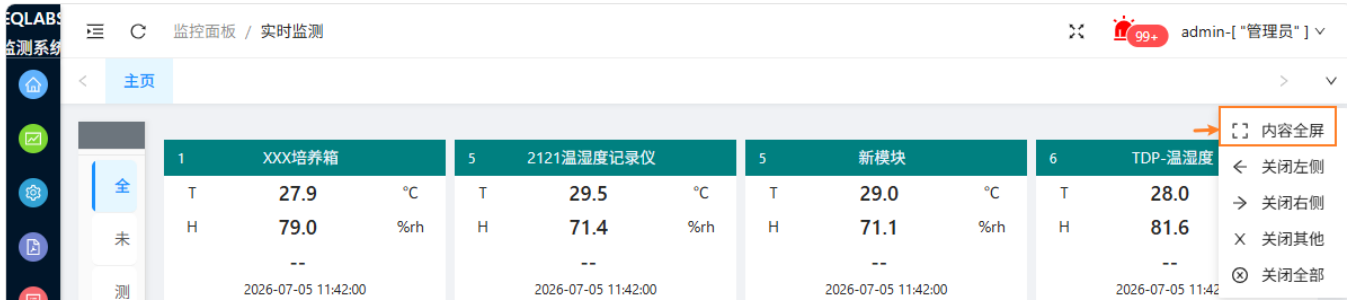 EQLABS
监测系统
监控面板 / 实时监测
99+
admin-[ "管理员" ]
主页
内容全屏
关闭左侧
关闭右侧
关闭其他
关闭全部
全
未
测
1 XXX培养箱
T 27.9 °C
H 79.0 %rh
--
2026-07-05 11:42:00
5 2121温湿度记录仪
T 29.5 °C
H 71.4 %rh
--
2026-07-05 11:42:00
5 新模块
T 29.0 °C
H 71.1 %rh
--
2026-07-05 11:42:00
6 TDP-温湿度
T 28.0
H 81.6
--
2026-07-05 11:42